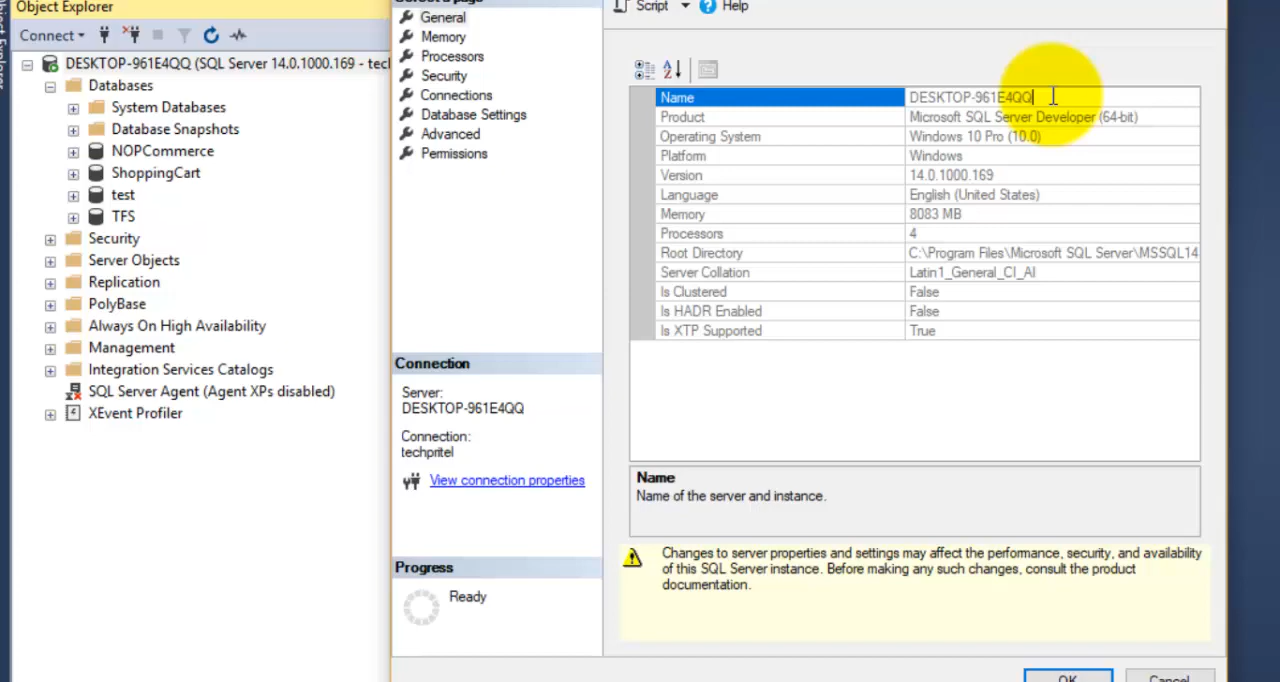 Object Explorer
Connect
DESKTOP-961E4QQ (SQL Server 14.0.1000.169 -
Databases
System Databases
Database Snapshots
NOPCommerce
ShoppingCart
test
TFS
Security
Server Objects
Replication
PolyBase
Always On High Availability
Management
Integration Services Catalogs
SQL Server Agent (Agent XPs disabled)
XEvent Profiler
General
Memory
Processors
Security
Connections
Database Settings
Advanced
Permissions
Connection
Server:
DESKTOP-961E4QQ
Connection:
techpritel
View connection properties
Progress
Ready
Script Help
Name DESKTOP-961E4QQ
Product Microsoft SQL Server Developer (64-bit)
Operating System Windows 10 Pro (10.0)
Platform Windows
Version 14.0.1000.169
Language English (United States)
Memory 8083 MB
Processors 4
Root Directory C:\Program Files\Microsoft SQL Server\MSSQL14
Server Collation Latin1_General_CI_AI
Is Clustered False
Is HADR Enabled False
Is XTP Supported True
Name
Name of the server and instance.
Changes to server properties and settings may affect the performance, security, and availability
of this SQL Server instance. Before making any such changes, consult the product
documentation.
OK Cancel